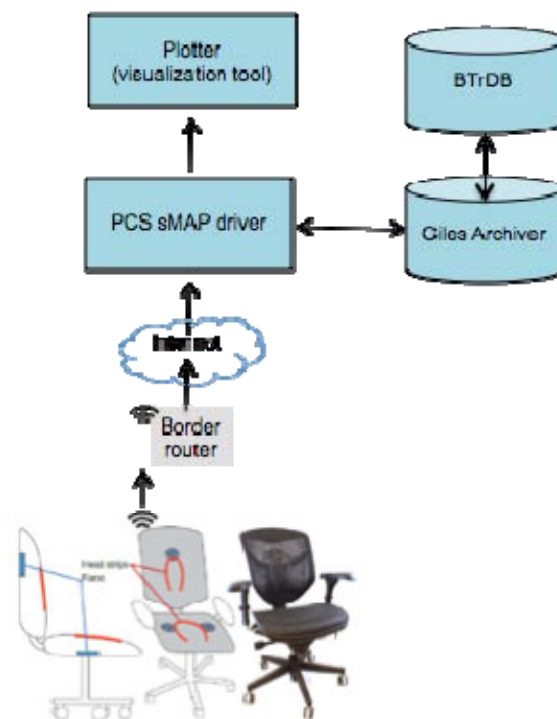 Plotter
(visualization tool)
BTrDB
PCS sMAP driver
Giles Archiver
Internet
Border
router
Heat strips
Fans